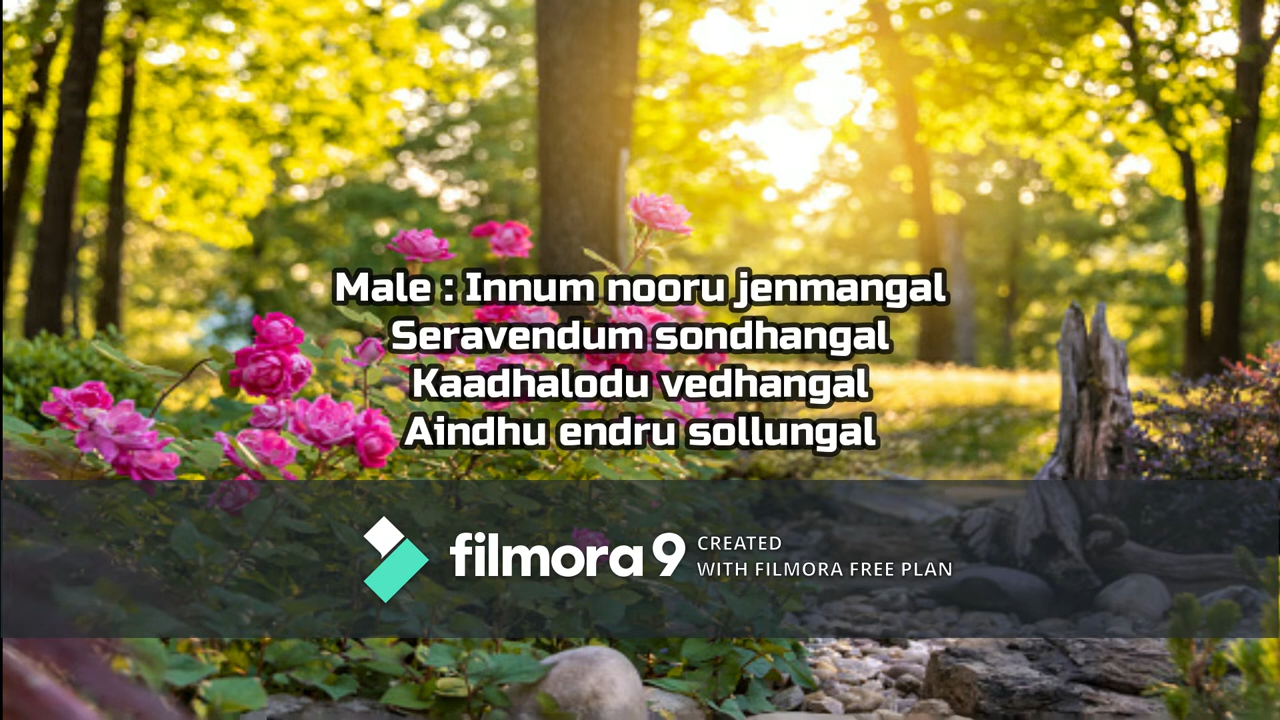 Male : Innum nooru jenmangal
Seravendum sondhangal
Kaadhalodu vedhangal
Aindhu endru sollungal
filmora 9 CREATED
WITH FILMORA FREE PLAN